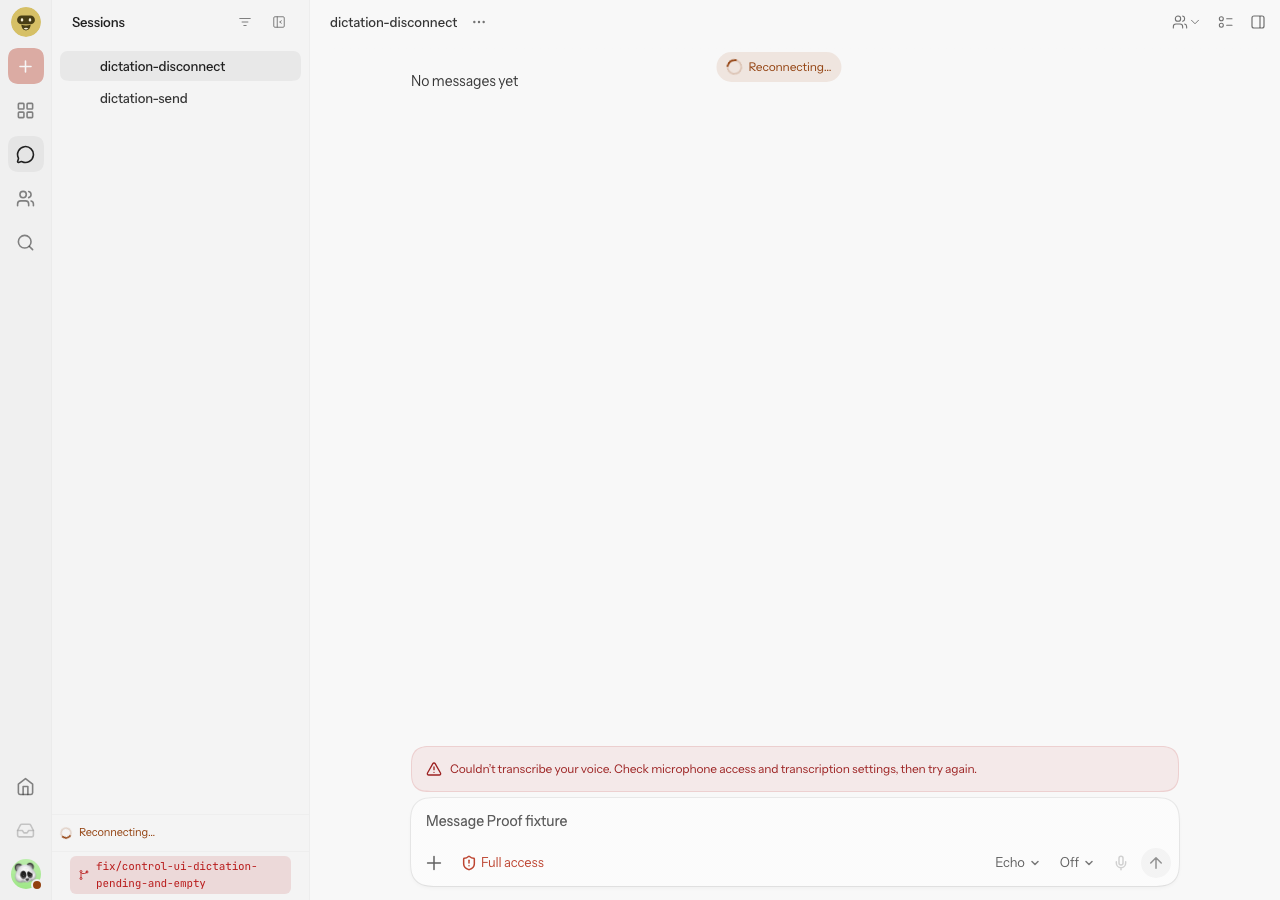 Sessions
dictation-disconnect
dictation-send
Reconnecting...
fix/control-ui-dictation-
pending-and-empty
dictation-disconnect
Reconnecting...
No messages yet
Couldn't transcribe your voice. Check microphone access and transcription settings, then try again.
Message Proof fixture
Full access
Echo
Off